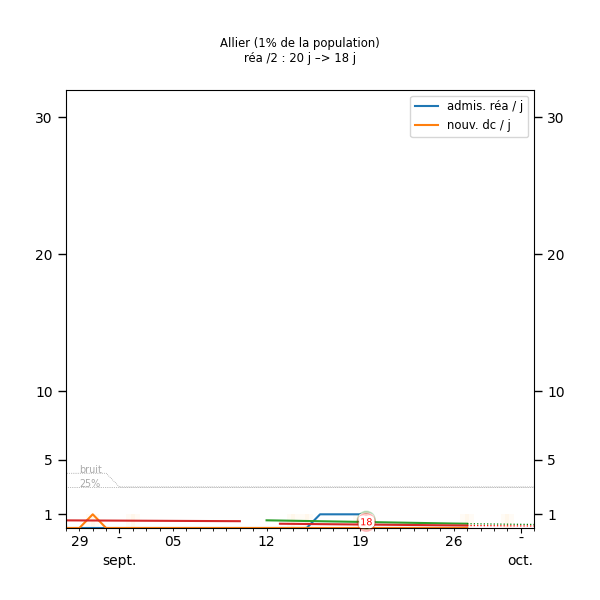 Allier (1% de la population)
réa /2 : 20 j –> 18 j
admis. réa / j
nouv. dc / j
30
30
20
20
10
10
5
5
bruit
25%
1
1
18
29
-
05
12
19
26
-
sept.
oct.